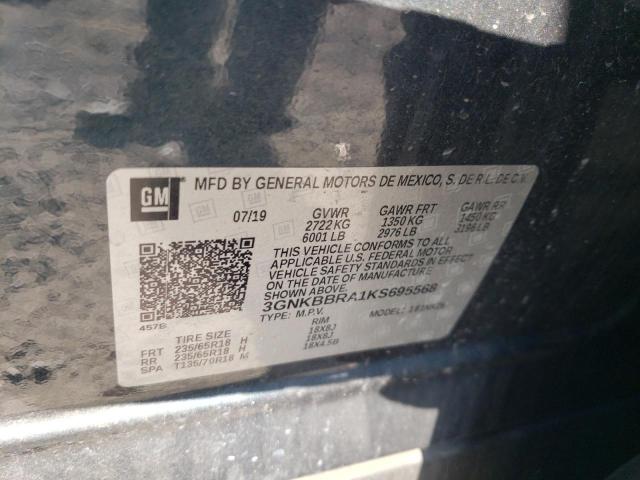 GM
MFD BY GENERAL MOTORS DE MEXICO, S. DE R.L. DE C.V.
07/19 GVWR GAWR FRT GAWR RR
2722 KG 1350 KG 1450 KG
6001 LB 2976 LB 3196 LB
THIS VEHICLE CONFORMS TO ALL
APPLICABLE U.S. FEDERAL MOTOR
VEHICLE SAFETY STANDARDS IN EFFECT
ON THE DATE OF MANUFACTURE
SHOWN ABOVE.
3GNKBBRA1KS695568
4578 TYPE: M.P.V. MODEL:
TIRE SIZE RIM
FRT 235/65R18 H 18X8J
RR 235/65R18 H 18X8J
SPA T135/70R18 M 18X4.5B